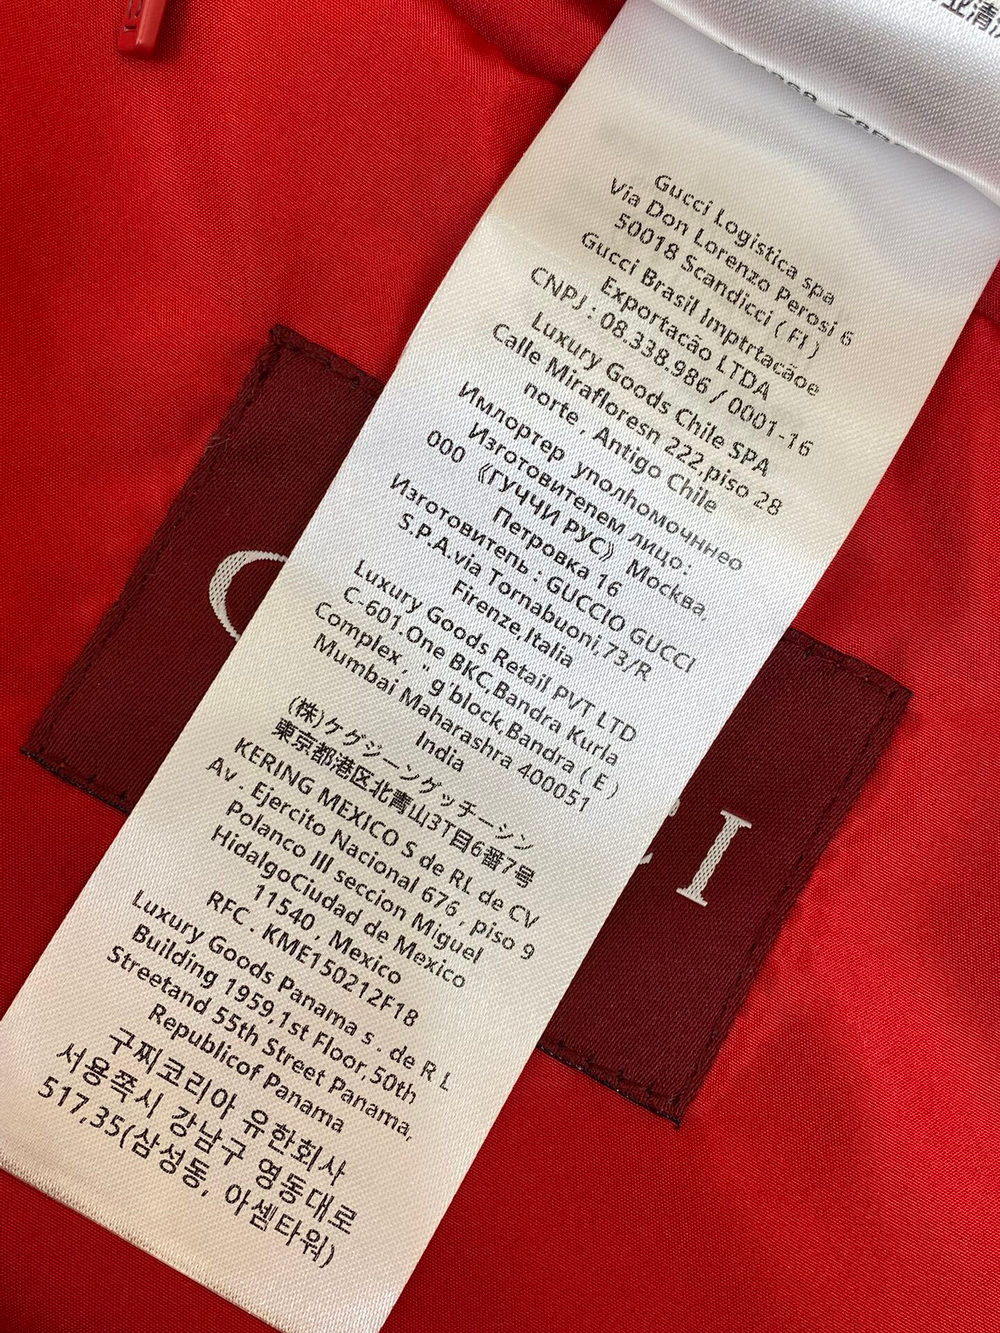 Gucci Logistica spa
Via Don Lorenzo Perosi 6
50018 Scandicci ( FI )
Gucci Brasil Imptrtacãoe
Exportacão LTDA
CNPJ : 08.338.986 / 0001-16
Luxury Goods Chile SPA
Calle Mirafloresn 222,piso 28
norte , Antigo Chile
Имлортер уполhомочннео
Изготовителем лицо:
000 《ГУЧЧИ РУС》 Москва,
Петровка 16
Изготовитель : GUCCIO GUCCI
S.P.A.via Tornabuoni,73/R
Firenze,Italia
Luxury Goods Retail PVT LTD
C-601.One BKC,Bandra Kurla
Complex , "g'block,Bandra ( E )
Mumbai Maharashra 400051
India
(株)ケグジーンゲッチーシン
東京都港区北青山3T目6番7号
KERING MEXICO S de RL de CV
Av . Ejercito Nacional 676 , piso 9
Polanco III seccion Miguel
HidalgoCiudad de Mexico
11540 , Mexico
RFC . KME150212F18
Luxury Goods Panama s . de R L
Building 1959,1st Floor,50th
Streetand 55th Street Panama,
Republicof Panama
구찌코리아 유한회사
서용쪽시 강남구 영동대로
517,35(삼성동, 아셈타워)